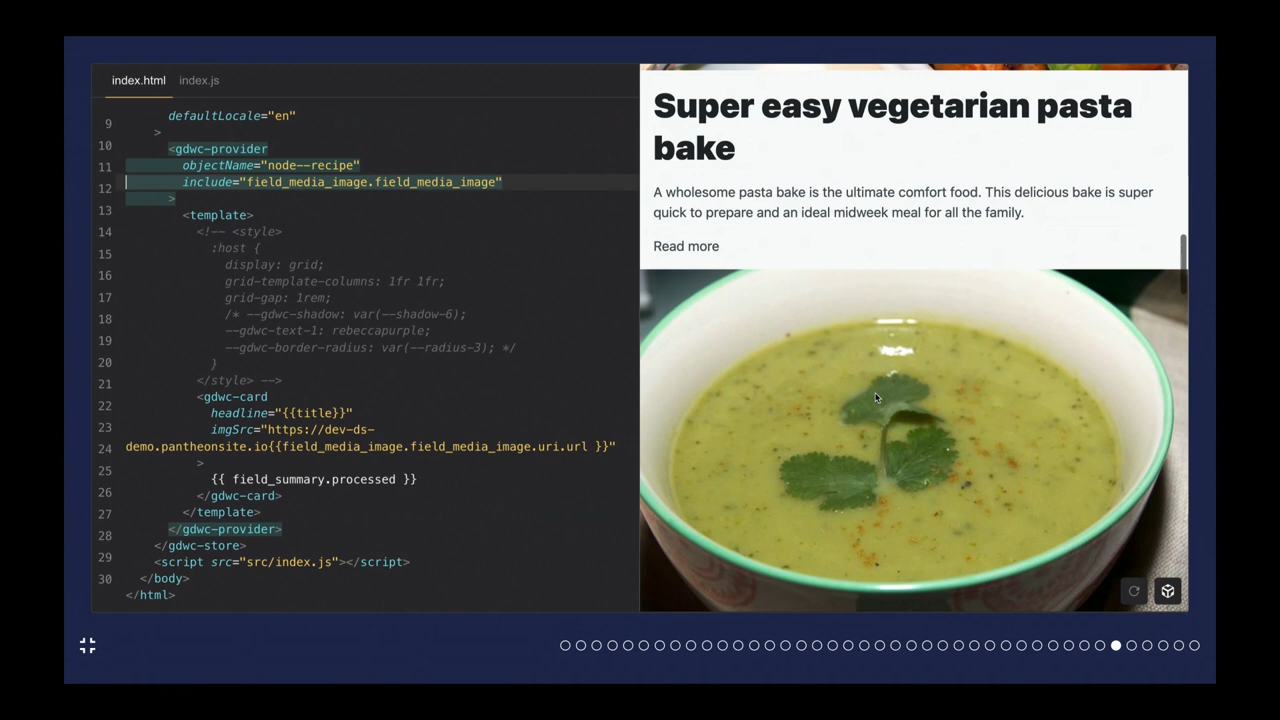 index.html index.js
9 defaultLocale="en"
>
10 <gdwc-provider
11 objectName="node--recipe"
12 include="field_media_image.field_media_image"
>
13 <template>
14 <!-- <style>
15 :host {
display: grid;
16 grid-template-columns: 1fr 1fr;
17 grid-gap: 1rem;
18 /* --gdwc-shadow: var(--shadow-6);
19 --gdwc-text-1: rebeccapurple;
--gdwc-border-radius: var(--radius-3); */
20 }
21 </style> -->
22 <gdwc-card
headline="{{title}}"
23 imgSrc="https://dev-ds-
24 demo.pantheonsite.io{{field_media_image.field_media_image.uri.url }}"
25 >
{{ field_summary.processed }}
26 </gdwc-card>
27 </template>
28 </gdwc-provider>
</gdwc-store>
29 <script src="src/index.js"></script>
30 </body>
</html>
Super easy vegetarian pasta
bake
A wholesome pasta bake is the ultimate comfort food. This delicious bake is super
quick to prepare and an ideal midweek meal for all the family.
Read more